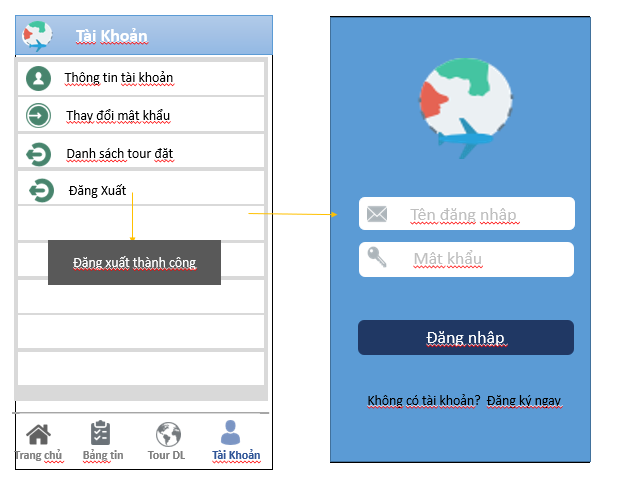 Tài Khoản
Thông tin tài khoản
Thay đổi mật khẩu
Danh sách tour đặt
Đăng Xuất
Đăng xuất thành công
Trang chủ
Bảng tin
Tour DL
Tài Khoản
Tên đăng nhập
Mật khẩu
Đăng nhập
Không có tài khoản? Đăng ký ngay